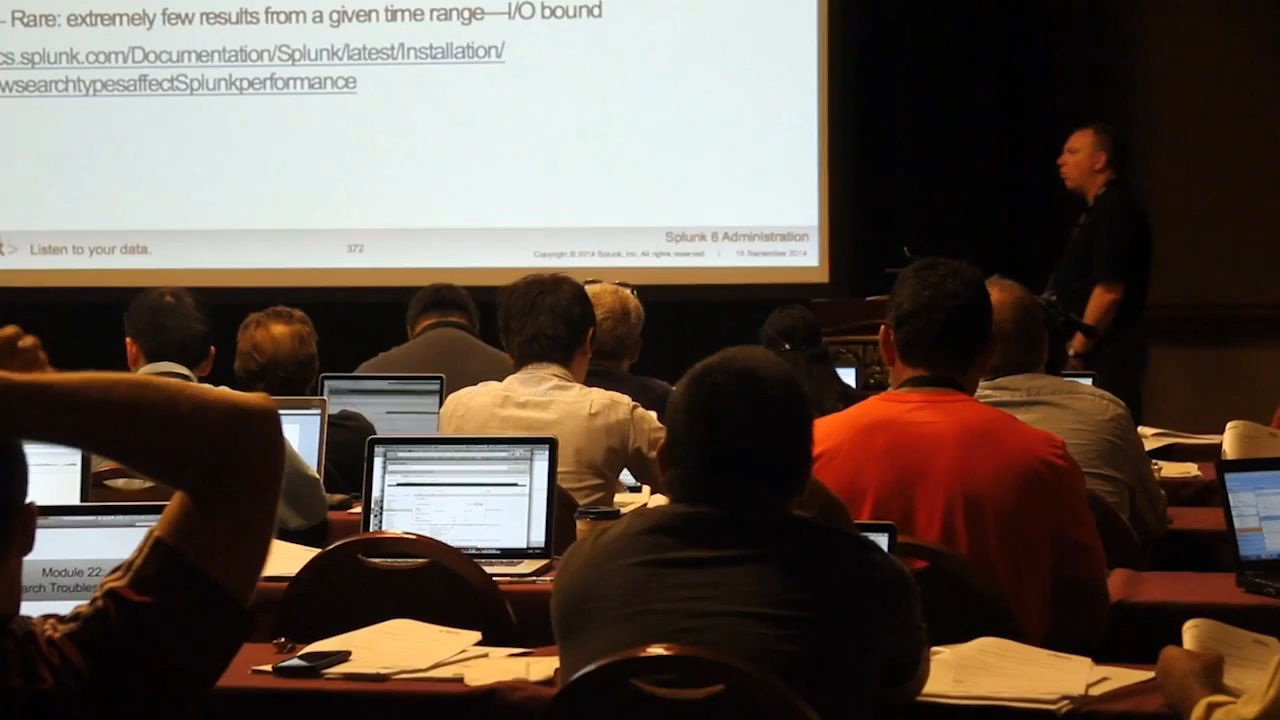 - Rare: extremely few results from a given time range—I/O bound
cs.splunk.com/Documentation/Splunk/latest/Installation/
wsearchtypesaffectSplunkperformance
Listen to your data.
372
Splunk 6 Administration
Copyright © 2014 Splunk, Inc. All rights reserved | 15 September 2014
Module 22:
arch Troubles